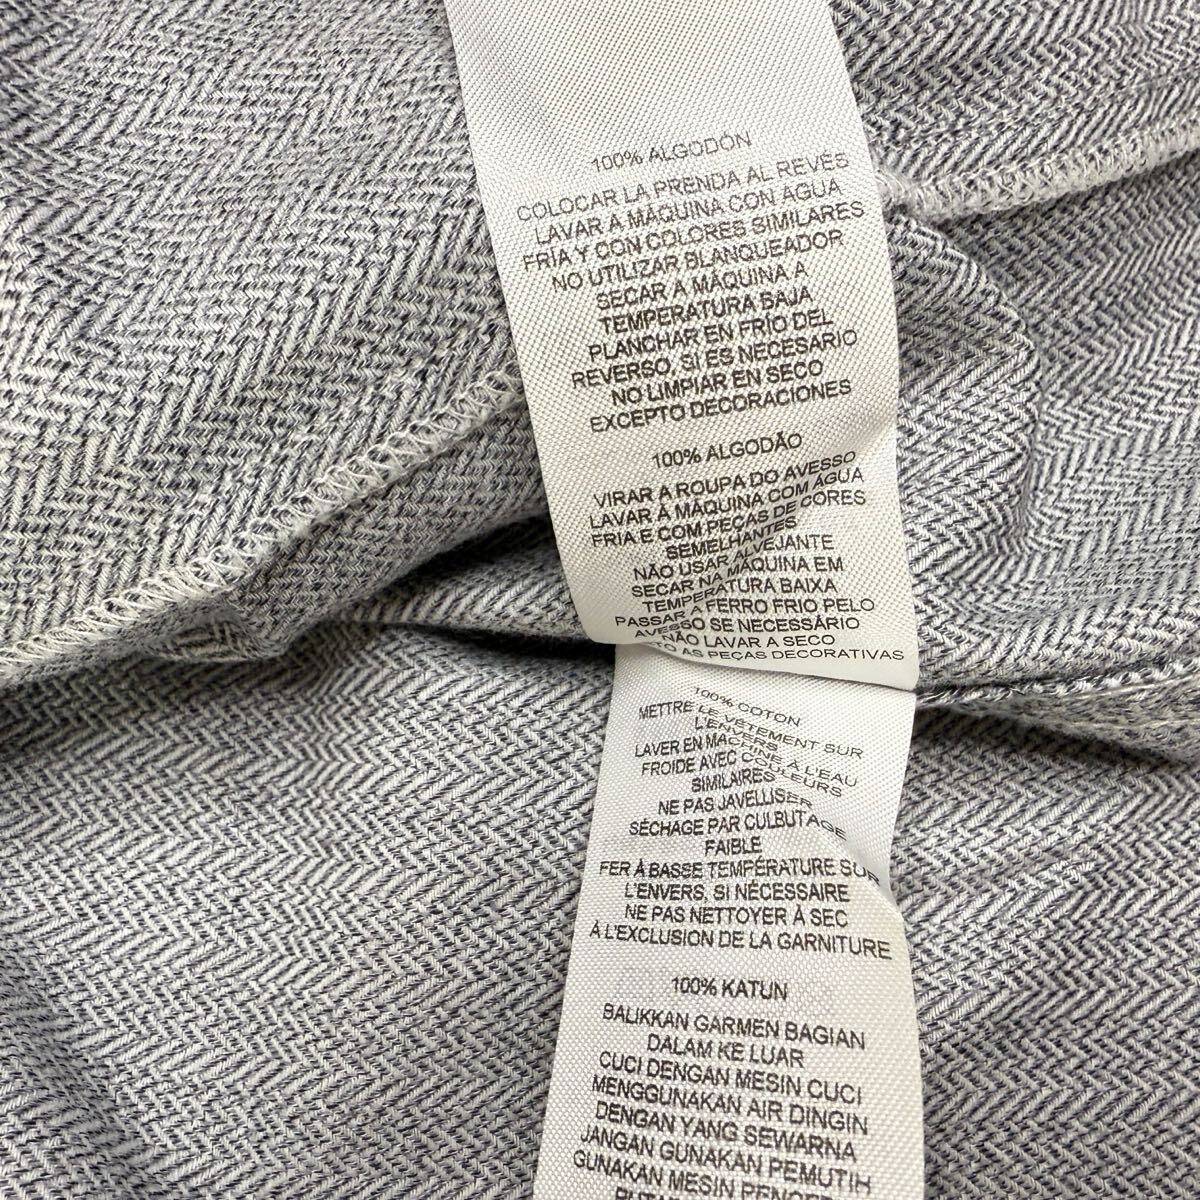 100% ALGODÓN
COLOCAR LA PRENDA AL REVÉS
LAVAR A MÁQUINA CON AGUA
FRIA Y CON COLORES SIMILARES
NO UTILIZAR BLANQUEADOR
SECAR A MÁQUINA A
TEMPERATURA BAJA
PLANCHAR EN FRÍO DEL
REVERSO, SI ES NECESARIO
NO LIMPIAR EN SECO
EXCEPTO DECORACIONES
100% ALGODÃO
VIRAR A ROUPA DO AVESSO
LAVAR À MÁQUINA COM ÁGUA
FRIA E COM PEÇAS DE CORES
SEMELHANTES
NÃO USAR ALVEJANTE
SECAR NA MÁQUINA EM
TEMPERATURA BAIXA
PASSAR A FERRO FRIO PELO
AVESSO SE NECESSÁRIO
NÃO LAVAR A SECO
AS PEÇAS DECORATIVAS
100% COTON
METTRE LE VÊTEMENT SUR
L'ENVERS
LAVER EN MACHINE À L'EAU
FROIDE AVEC COULEURS
SIMILAIRES
NE PAS JAVELLISER
SÉCHAGE PAR CULBUTAGE
FAIBLE
FER À BASSE TEMPÉRATURE SUR
L'ENVERS, SI NÉCESSAIRE
NE PAS NETTOYER À SEC
À L'EXCLUSION DE LA GARNITURE
100% KATUN
BALIKKAN GARMEN BAGIAN
DALAM KE LUAR
CUCI DENGAN MESIN CUCI
MENGGUNAKAN AIR DINGIN
DENGAN YANG SEWARNA
JANGAN GUNAKAN PEMUTIH
GUNAKAN MESIN